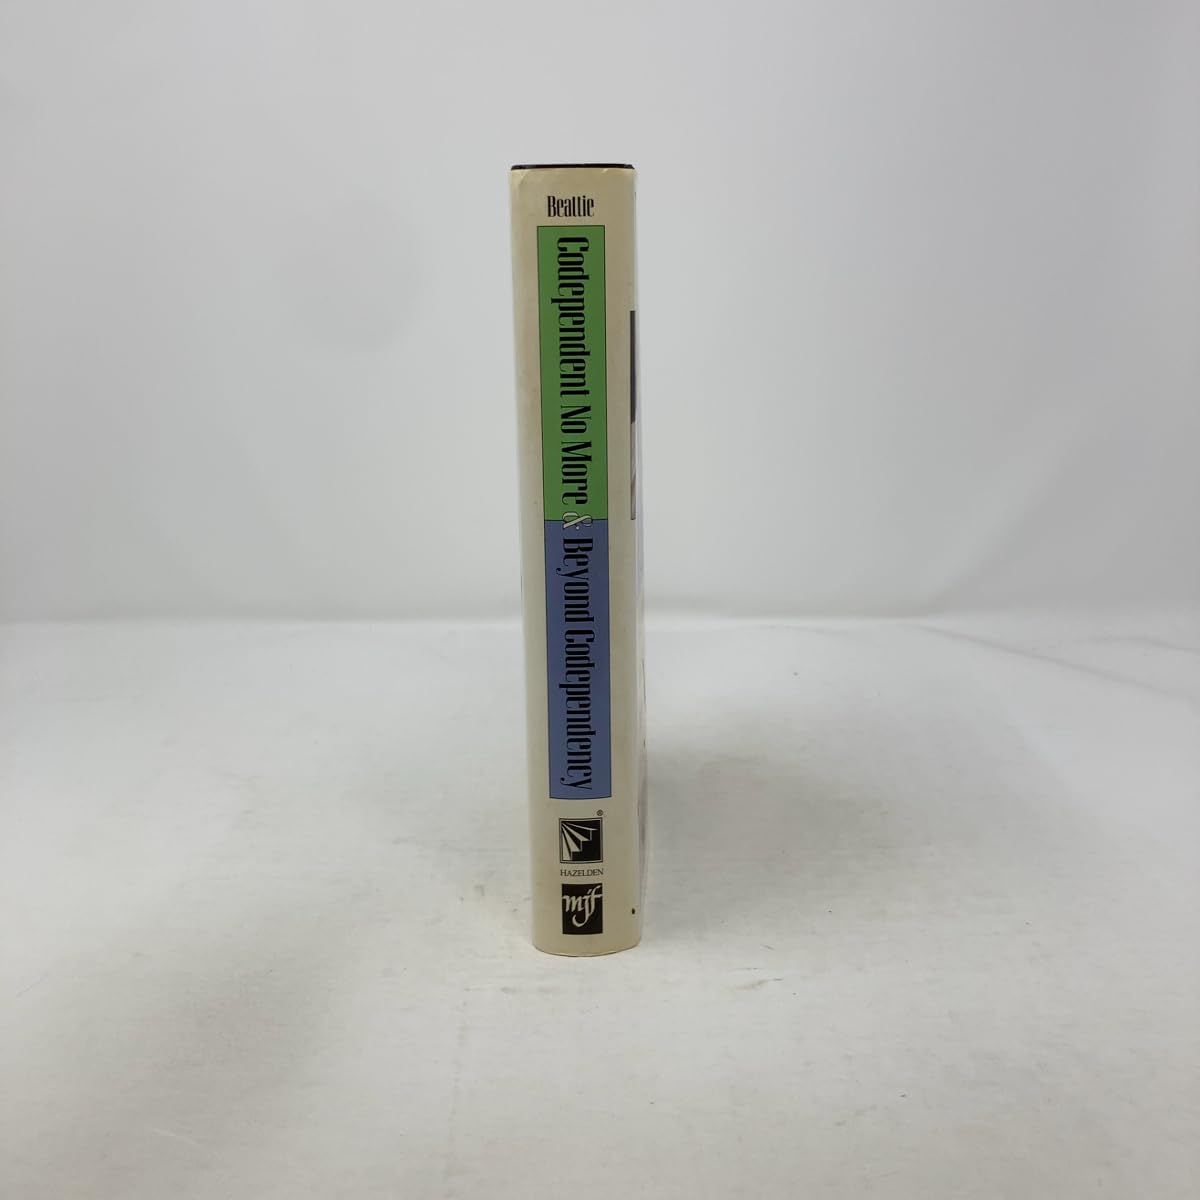 Beattie
Codependent No More & Beyond Codependency
®
HAZELDEN
mjf